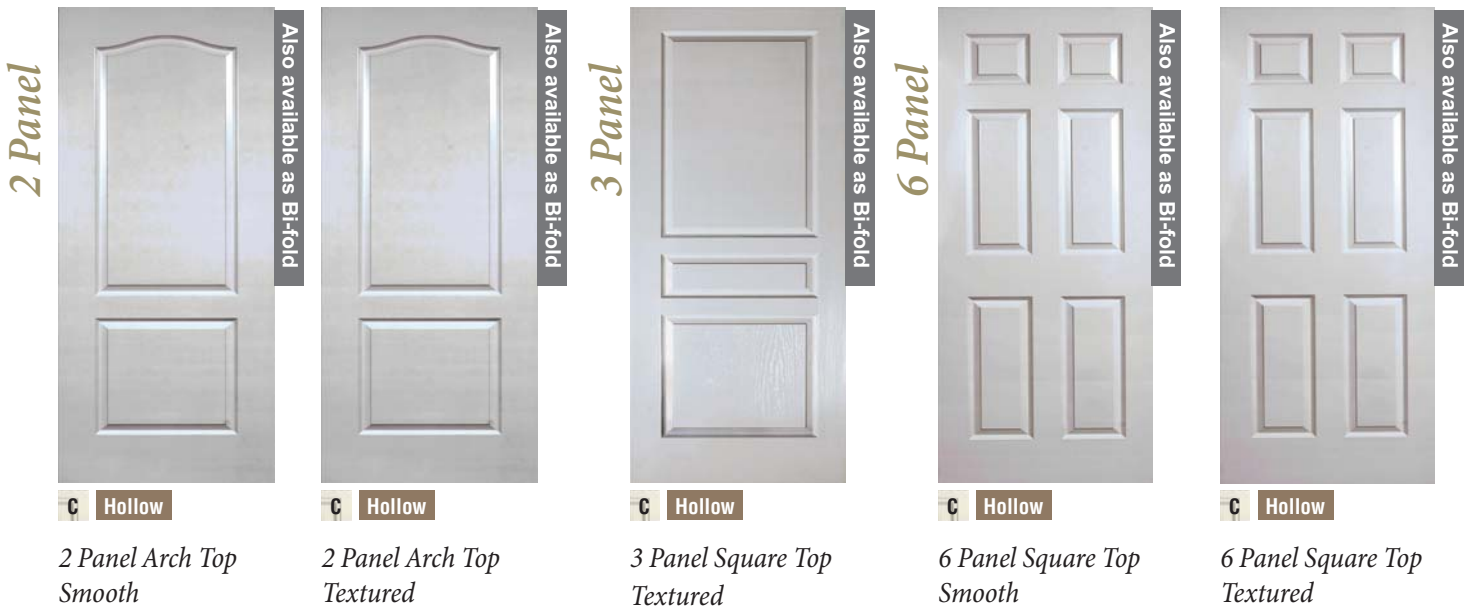 2 Panel
Also available as Bi-fold
Also available as Bi-fold
3 Panel
Also available as Bi-fold
6 Panel
Also available as Bi-fold
Also available as Bi-fold
C Hollow
C Hollow
C Hollow
C Hollow
C Hollow
2 Panel Arch Top
Smooth
2 Panel Arch Top
Textured
3 Panel Square Top
Textured
6 Panel Square Top
Smooth
6 Panel Square Top
Textured